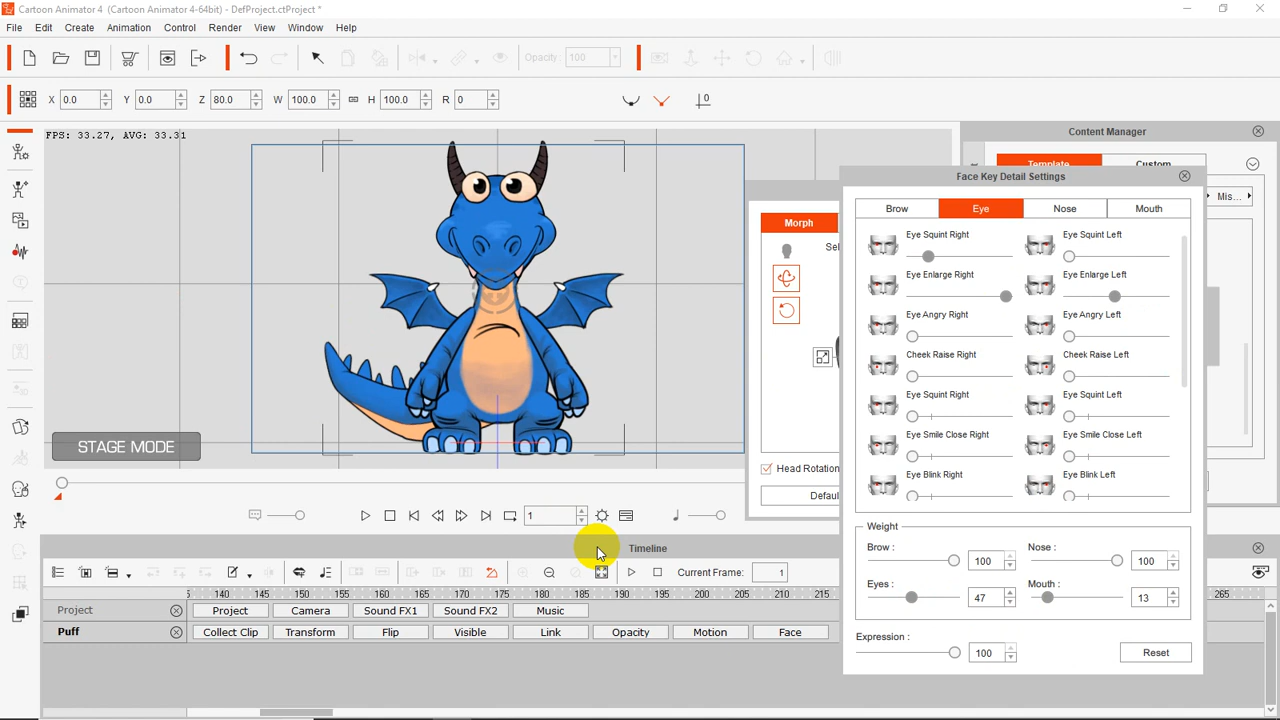 Cartoon Animator 4 (Cartoon Animator 4-64bit) - DefProject.ctProject *
File Edit Create Animation Control Render View Window Help
Opacity 100
X 0.0 Y 0.0 Z 80.0 W 100.0 H 100.0 R 0
FPS: 33.27, AVG: 33.31
STAGE MODE
Content Manager
Template Custom
Mis...
Morph
Head Rotation
Face Key Detail Settings
Brow Eye Nose Mouth
Eye Squint Right Eye Squint Left
Eye Enlarge Right Eye Enlarge Left
Eye Angry Right Eye Angry Left
Cheek Raise Right Cheek Raise Left
Eye Squint Right Eye Squint Left
Eye Smile Close Right Eye Smile Close Left
Eye Blink Right Eye Blink Left
Weight
Brow : 100 Nose : 100
Eyes : 47 Mouth : 13
Expression : 100 Reset
1
Timeline
Current Frame: 1
140 145 150 155 160 165 170 175 180 185 190 195 200 205 210 215 265
Project Project Camera Sound FX1 Sound FX2 Music
Puff Collect Clip Transform Flip Visible Link Opacity Motion Face